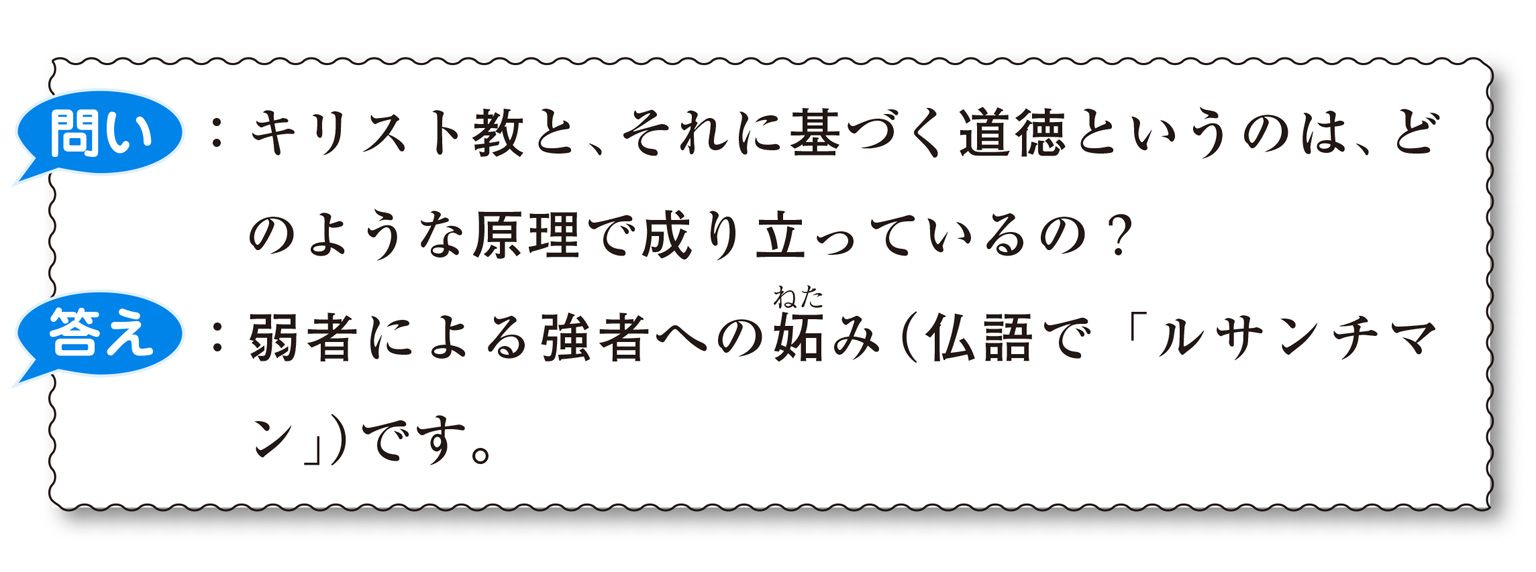 問い：キリスト教と、それに基づく道徳というのは、ど
のような原理で成り立っているの？
ねた
答え：弱者による強者への妬み（仏語で「ルサンチマ
ン」）です。